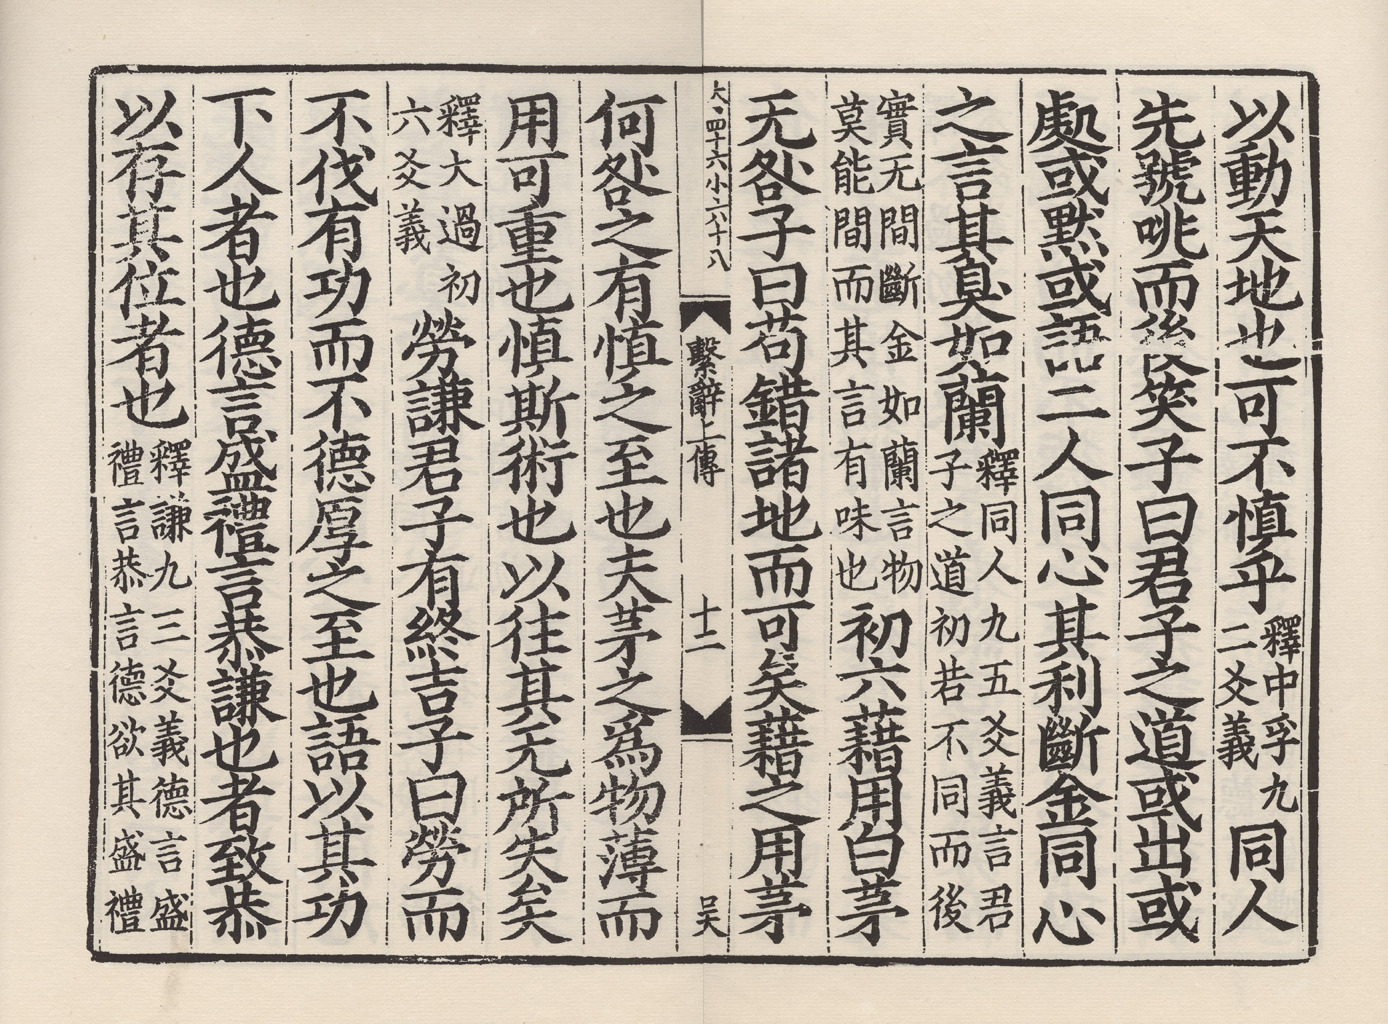 以動天地也可不慎乎釋中孚九二爻義同人
先號咷而後笑子曰君子之道或出或
處或默或語二人同心其利斷金同心
之言其臭如蘭釋同人九五爻義言君子之道初若不同而後
實无間斷金如蘭言物莫能間而其言有味也初六藉用白茅
无咎子曰苟錯諸地而可矣藉之用茅
大、四十六小六十八
繫辭上傳
十二
吴
何咎之有慎之至也夫茅之爲物薄而
用可重也慎斯術也以往其无所失矣
釋大過初六爻義勞謙君子有終吉子曰勞而
不伐有功而不德厚之至也語以其功
下人者也德言盛禮言恭謙也者致恭
以存其位者也釋謙九三爻義德言盛禮言恭言德欲其盛禮